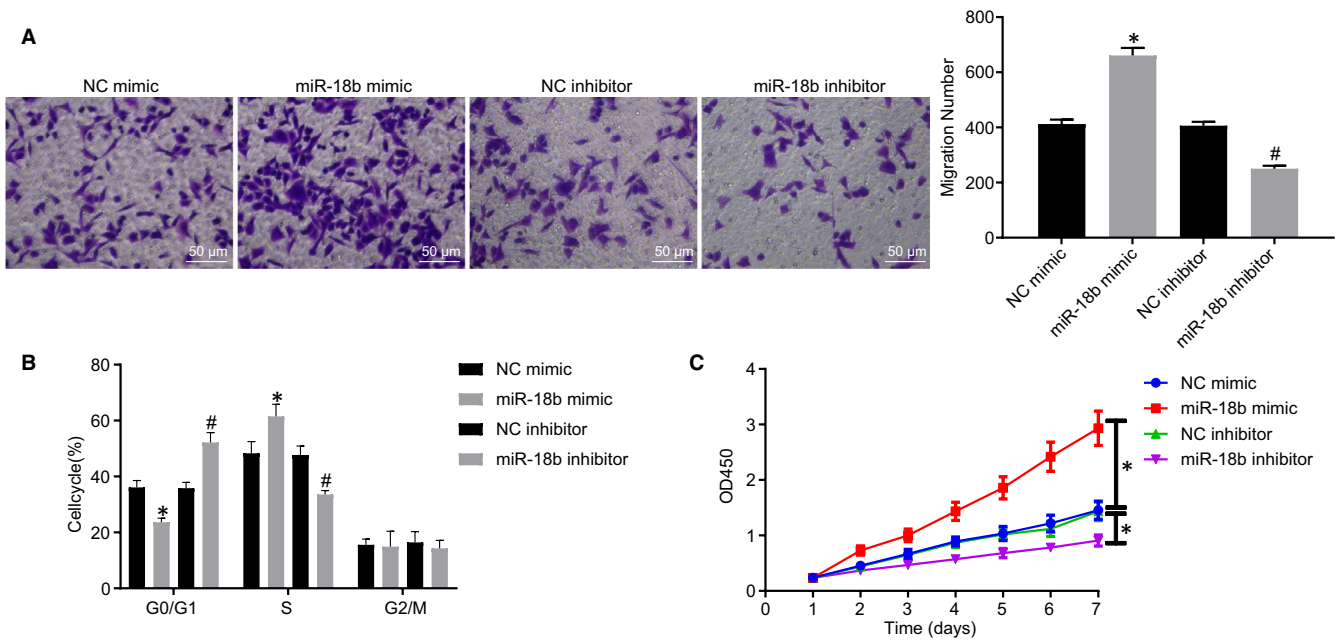 A
NC mimic
miR-18b mimic
NC inhibitor
miR-18b inhibitor
50 µm
50 µm
50 µm
50 µm
Migration Number
800
600
400
200
0
*
#
NC mimic
miR-18b mimic
NC inhibitor
miR-18b inhibitor
B
Cellcycle(%)
80
60
40
20
0
*
#
*
#
G0/G1
S
G2/M
NC mimic
miR-18b mimic
NC inhibitor
miR-18b inhibitor
C
OD450
4
3
2
1
0
0 1 2 3 4 5 6 7
Time (days)
*
*
NC mimic
miR-18b mimic
NC inhibitor
miR-18b inhibitor